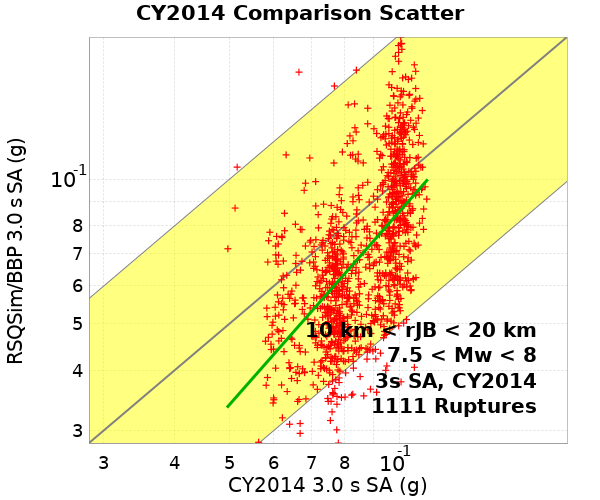 CY2014 Comparison Scatter
RSQSim/BBP 3.0 s SA (g)
10-1
8
7
6
5
4
3
10 km < rJB < 20 km
7.5 < Mw < 8
3s SA, CY2014
1111 Ruptures
3 4 5 6 7 8 10-1
CY2014 3.0 s SA (g)